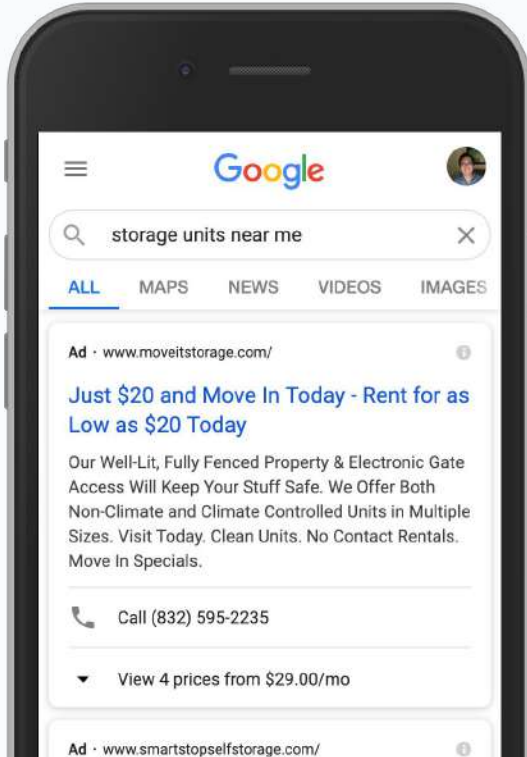 Google
storage units near me
ALL MAPS NEWS VIDEOS IMAGES
Ad · www.moveitstorage.com/
Just $20 and Move In Today - Rent for as
Low as $20 Today
Our Well-Lit, Fully Fenced Property & Electronic Gate
Access Will Keep Your Stuff Safe. We Offer Both
Non-Climate and Climate Controlled Units in Multiple
Sizes. Visit Today. Clean Units. No Contact Rentals.
Move In Specials.
Call (832) 595-2235
View 4 prices from $29.00/mo
Ad · www.smartstopselfstorage.com/